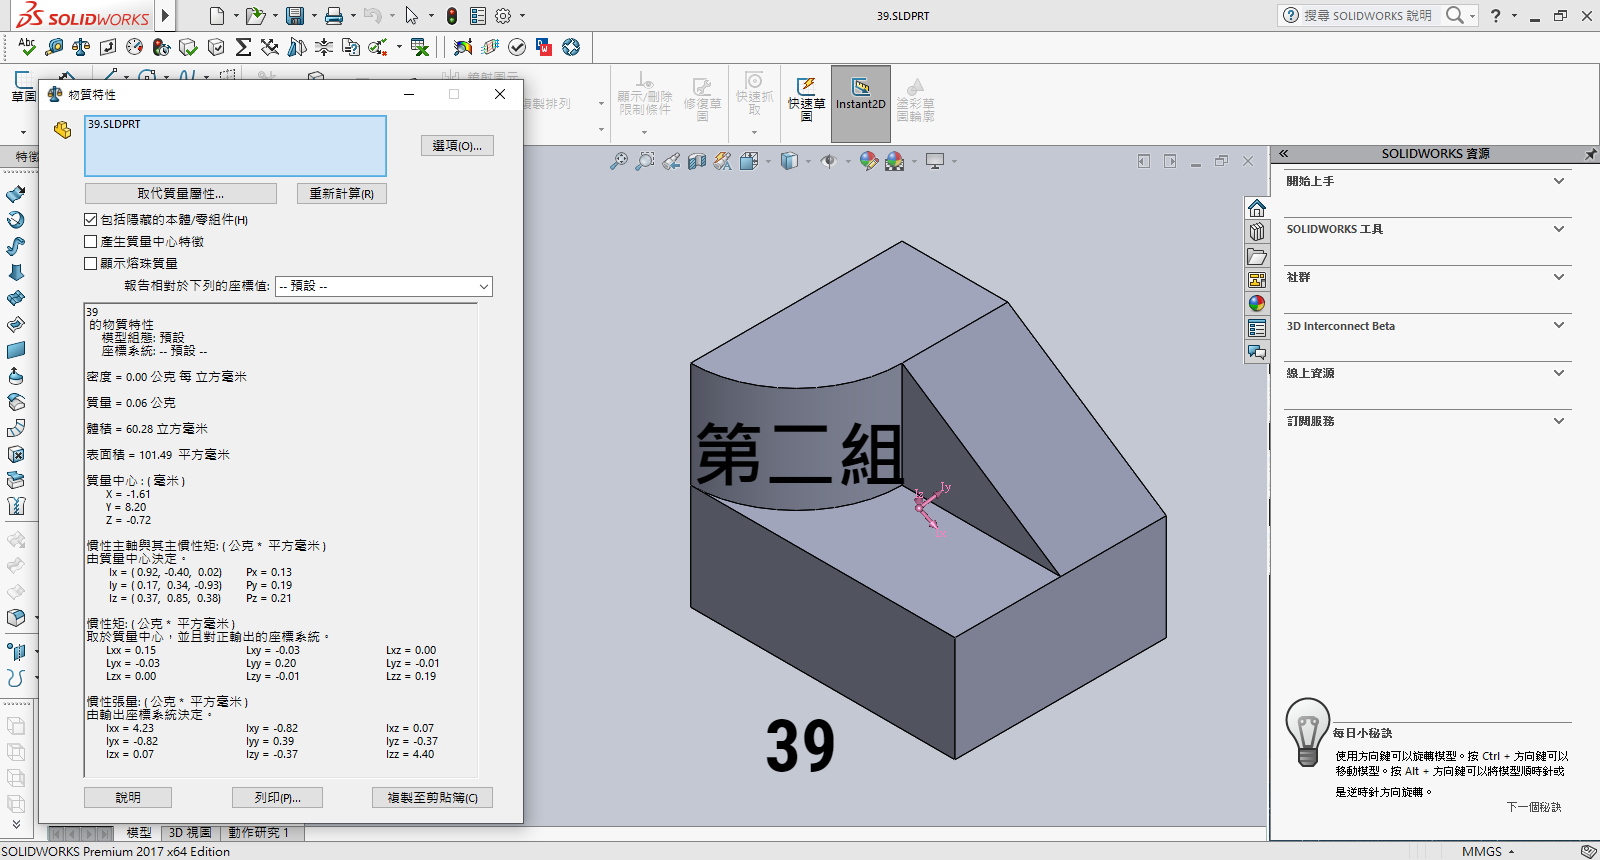 SOLIDWORKS
39.SLDPRT
搜尋 SOLIDWORKS 說明
草圖
複製排列
顯示/刪除
限制條件
修復草
圖
快速抓
取
快速草
圖
Instant2D
塗彩草
圖輪廓
特徵
物質特性
39.SLDPRT
選項(O)...
取代質量屬性...
重新計算(R)
包括隱藏的本體/零組件(H)
產生質量中心特徵
顯示熔珠質量
報告相對於下列的座標值:
-- 預設 --
39
的物質特性
模型組態: 預設
座標系統: -- 預設 --
密度 = 0.00 公克 每 立方毫米
質量 = 0.06 公克
體積 = 60.28 立方毫米
表面積 = 101.49 平方毫米
質量中心 : ( 毫米 )
X = -1.61
Y = 8.20
Z = -0.72
慣性主軸與其主慣性矩: ( 公克 * 平方毫米 )
由質量中心決定。
Ix = ( 0.92, -0.40, 0.02) Px = 0.13
Iy = ( 0.17, 0.34, -0.93) Py = 0.19
Iz = ( 0.37, 0.85, 0.38) Pz = 0.21
慣性矩: ( 公克 * 平方毫米 )
取於質量中心，並且對正輸出的座標系統。
Lxx = 0.15 Lxy = -0.03 Lxz = 0.00
Lyx = -0.03 Lyy = 0.20 Lyz = -0.01
Lzx = 0.00 Lzy = -0.01 Lzz = 0.19
慣性張量: ( 公克 * 平方毫米 )
由輸出座標系統決定。
Ixx = 4.23 Ixy = -0.82 Ixz = 0.07
Iyx = -0.82 Iyy = 0.39 Iyz = -0.37
Izx = 0.07 Izy = -0.37 Izz = 4.40
說明
列印(P)...
複製至剪貼簿(C)
第二組
Iy
39
SOLIDWORKS 資源
開始上手
SOLIDWORKS 工具
社群
3D Interconnect Beta
線上資源
訂閱服務
每日小秘訣
使用方向鍵可以旋轉模型。按 Ctrl + 方向鍵可以
移動模型。按 Alt + 方向鍵可以將模型順時針或
是逆時針方向旋轉。
下一個秘訣
模型
3D 視圖
動作研究 1
SOLIDWORKS Premium 2017 x64 Edition
MMGS